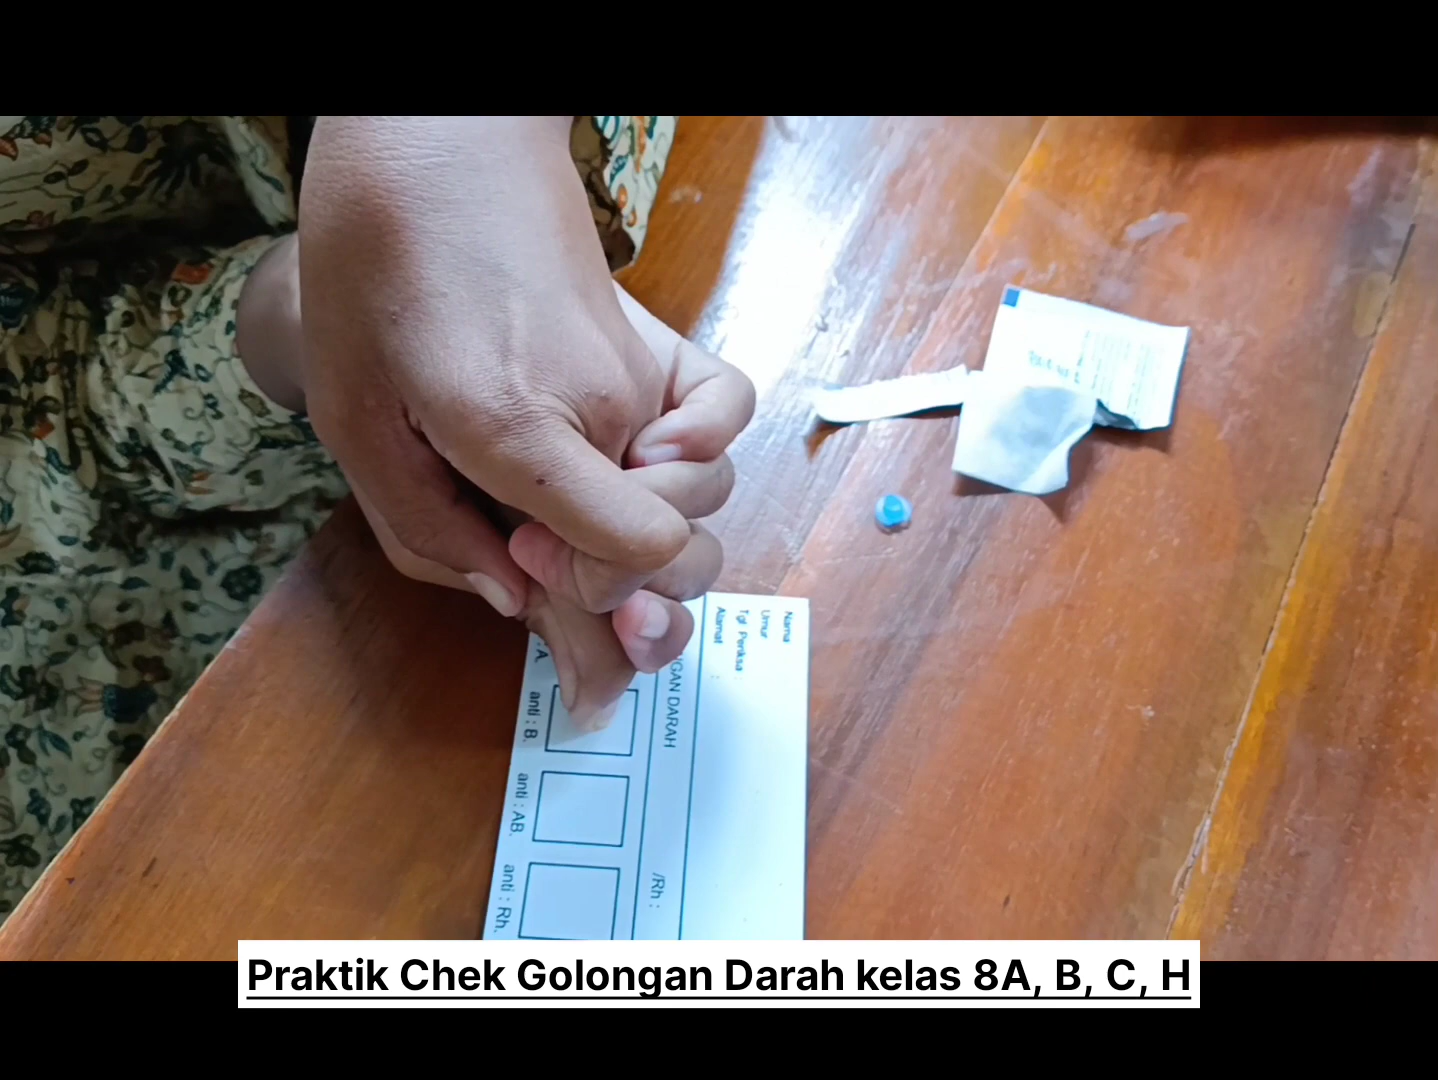 Nama
Umur
Tgl. Periksa :
Alamat :
GAN DARAH
/Rh :
A.
anti : B.
anti : AB.
anti : Rh.
Praktik Chek Golongan Darah kelas 8A, B, C, H